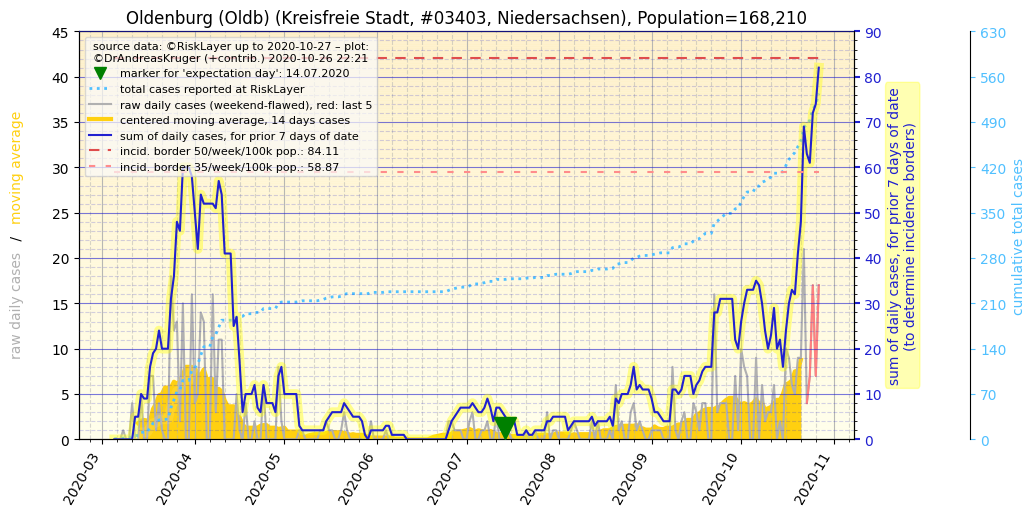 Oldenburg (Oldb) (Kreisfreie Stadt, #03403, Niedersachsen), Population=168,210
source data: ©RiskLayer up to 2020-10-27 – plot:
©DrAndreasKruger (+contrib.) 2020-10-26 22:21
marker for 'expectation day': 14.07.2020
total cases reported at RiskLayer
raw daily cases (weekend-flawed), red: last 5
centered moving average, 14 days cases
sum of daily cases, for prior 7 days of date
incid. border 50/week/100k pop.: 84.11
incid. border 35/week/100k pop.: 58.87
raw daily cases / moving average
45
40
35
30
25
20
15
10
5
0
90
80
70
60
50
40
30
20
10
0
sum of daily cases, for prior 7 days of date
(to determine incidence borders)
630
560
490
420
350
280
210
140
70
0
cumulative total cases
2020-03
2020-04
2020-05
2020-06
2020-07
2020-08
2020-09
2020-10
2020-11